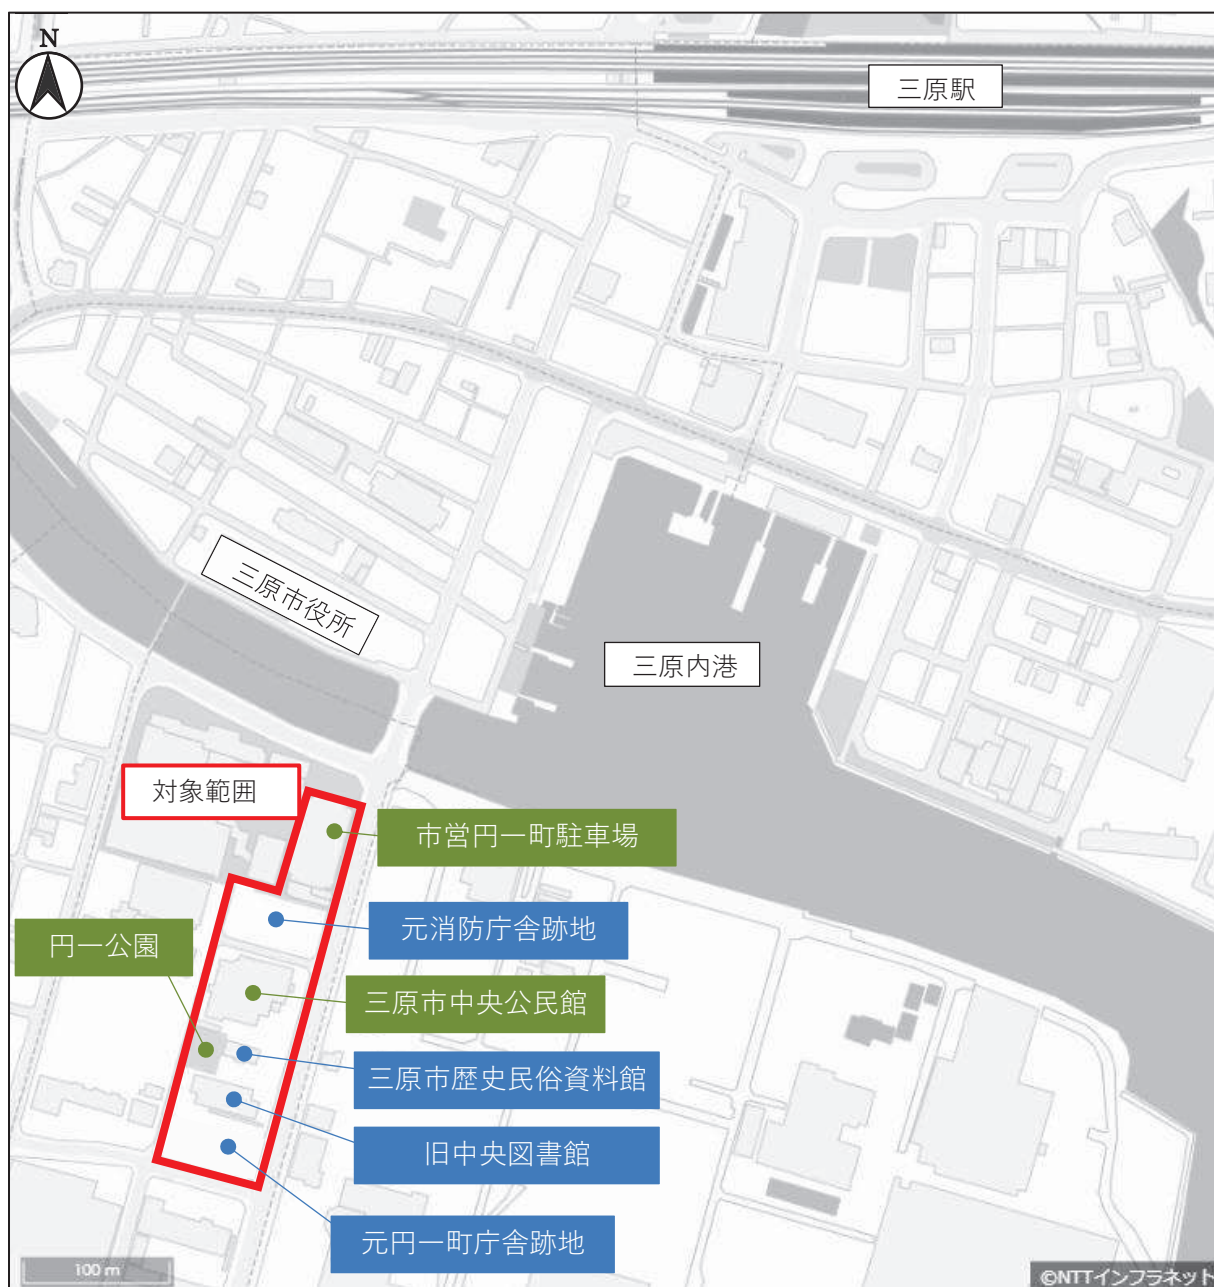 N
三原駅
三原市役所
三原内港
対象範囲
市営円一町駐車場
元消防庁舎跡地
円一公園
三原市中央公民館
三原市歴史民俗資料館
旧中央図書館
元円一町庁舎跡地
100 m
©NTTインフラネット